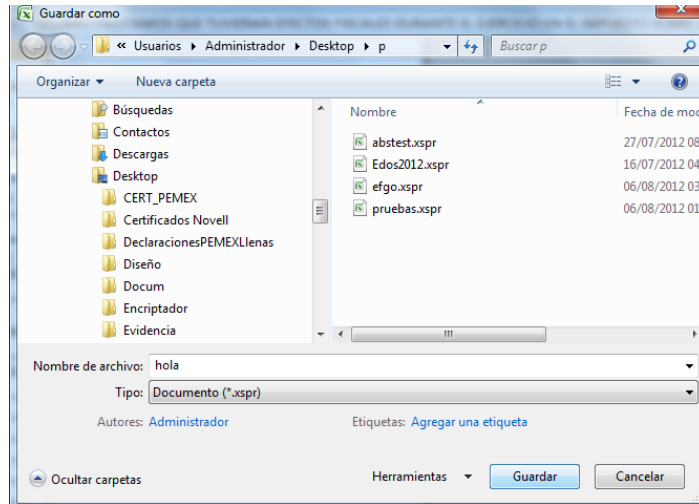 Guardar como
« Usuarios ▸ Administrador ▸ Desktop ▸ p
Buscar p
Organizar
Nueva carpeta
Búsquedas
Contactos
Descargas
Desktop
CERT_PEMEX
Certificados Novell
DeclaracionesPEMEXLlenas
Diseño
Docum
Encriptador
Evidencia
Nombre Fecha de moc
abstest.xspr 27/07/2012 08
Edos2012.xspr 16/07/2012 04
efgo.xspr 06/08/2012 03
pruebas.xspr 06/08/2012 01
Nombre de archivo: hola
Tipo: Documento (*.xspr)
Autores: Administrador Etiquetas: Agregar una etiqueta
Ocultar carpetas Herramientas Guardar Cancelar